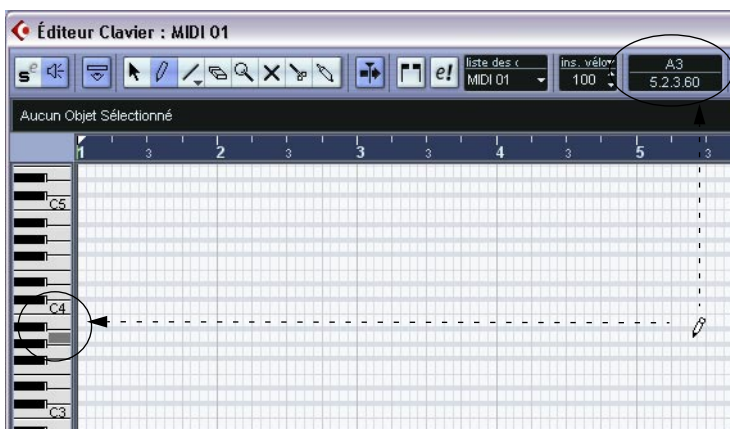 Éditeur Clavier : MIDI 01
liste des (
ins. vélov
A3
MIDI 01
100
5.2.3.60
Aucun Objet Sélectionné
1 3 2 3 3 3 4 3 5 3
C5
C4
C3